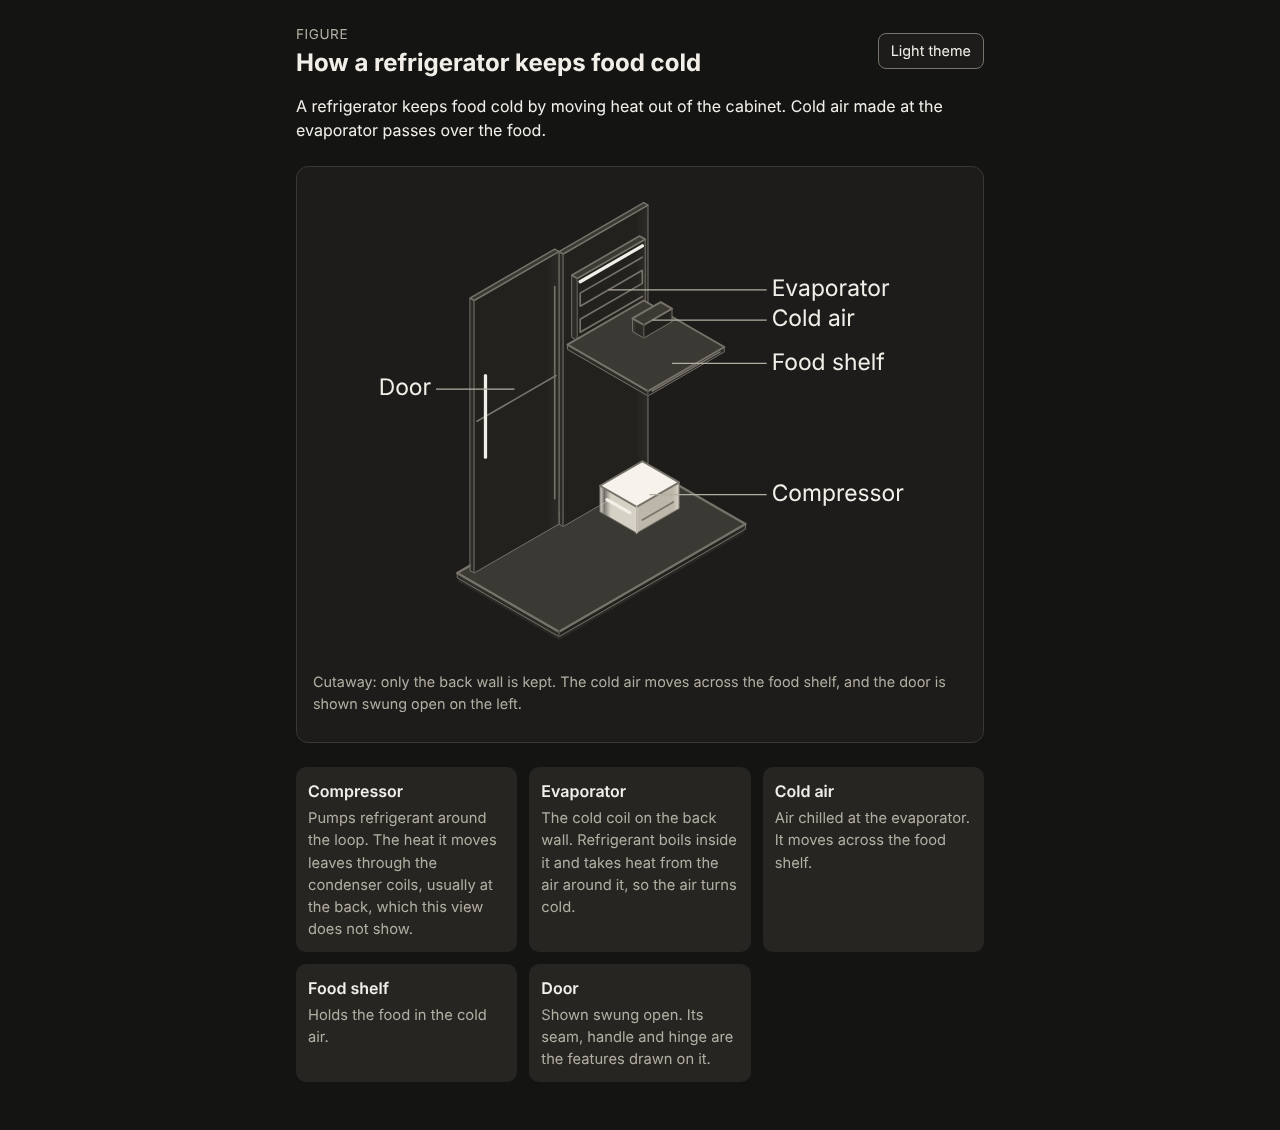 FIGURE
How a refrigerator keeps food cold
Light theme
A refrigerator keeps food cold by moving heat out of the cabinet. Cold air made at the
evaporator passes over the food.
Evaporator
Cold air
Food shelf
Door
Compressor
Cutaway: only the back wall is kept. The cold air moves across the food shelf, and the door is
shown swung open on the left.
Compressor
Pumps refrigerant around
the loop. The heat it moves
leaves through the
condenser coils, usually at
the back, which this view
does not show.
Evaporator
The cold coil on the back
wall. Refrigerant boils inside
it and takes heat from the
air around it, so the air turns
cold.
Cold air
Air chilled at the evaporator.
It moves across the food
shelf.
Food shelf
Holds the food in the cold
air.
Door
Shown swung open. Its
seam, handle and hinge are
the features drawn on it.